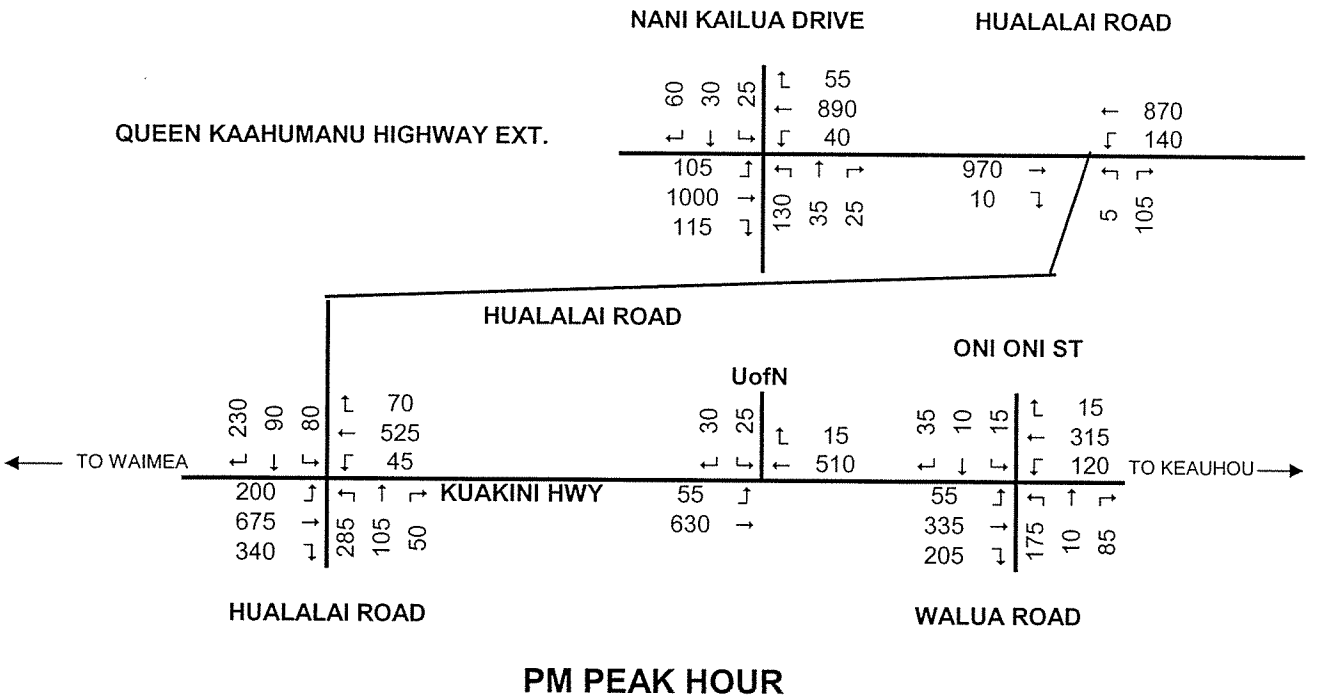 NANI KAILUA DRIVE HUALALAI ROAD
60 30 25 55
890 870
QUEEN KAAHUMANU HIGHWAY EXT. 40 140
105 970
1000 130 35 25 10 5 105
115
HUALALAI ROAD
ONI ONI ST
UofN
230 90 80 70 30 25 35 10 15 15
525 15 315
TO WAIMEA 45 510 120 TO KEAUHOU
200 KUAKINI HWY 55 55
675 285 105 50 630 335 175 10 85
340 205
HUALALAI ROAD WALUA ROAD
PM PEAK HOUR